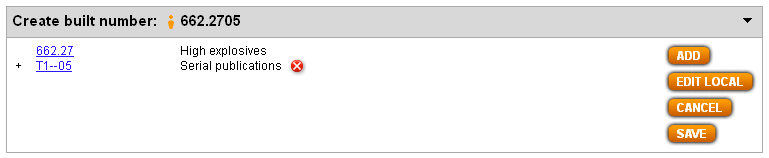 Create built number: 662.2705
662.27 High explosives
+ T1--05 Serial publications
ADD
EDIT LOCAL
CANCEL
SAVE